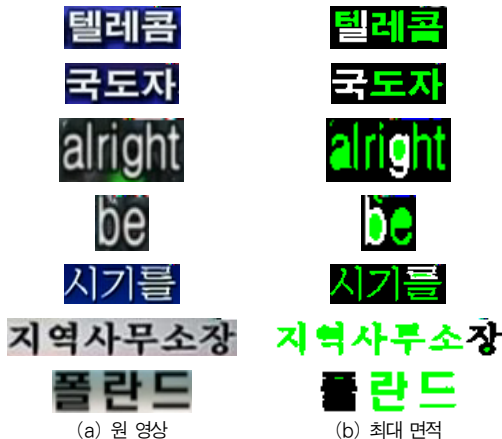 텔레콤 텔레콤
국도자 국도자
alright alright
be be
시기를 시기를
지역사무소장 지역사무소장
폴란드 폴란드
(a) 원 영상 (b) 최대 면적